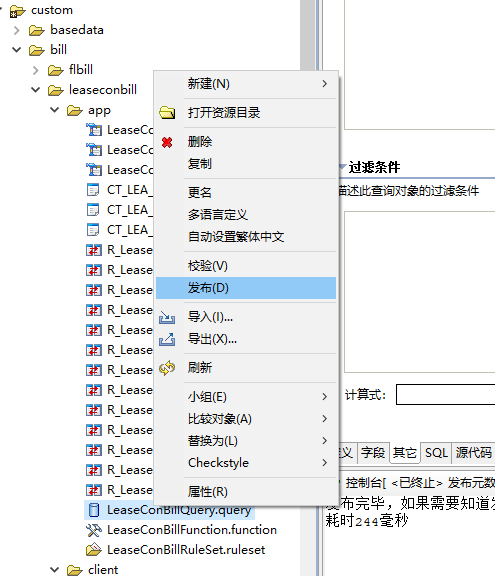 custom
basedata
bill
flbill
leaseconbill
app
LeaseCo
LeaseCo
LeaseCo
CT_LEA_
CT_LEA_
CT_LEA_
R_Lease
R_Lease
R_Lease
R_Lease
R_Lease
R_Lease
R_Lease
R_Lease
R_Lease
R_Lease
LeaseConBillQuery.query
LeaseConBillFunction.function
LeaseConBillRuleSet.ruleset
client
新建(N)
打开资源目录
删除
复制
更名
多语言定义
自动设置繁体中文
校验(V)
发布(D)
导入(I)...
导出(X)...
刷新
小组(E)
比较对象(A)
替换为(L)
Checkstyle
属性(R)
过滤条件
描述此查询对象的过滤条件
计算式:
义 字段 其它 SQL 源代码
控制台[ <已终止> 发布元数
发布完毕，如果需要知道发
耗时244毫秒